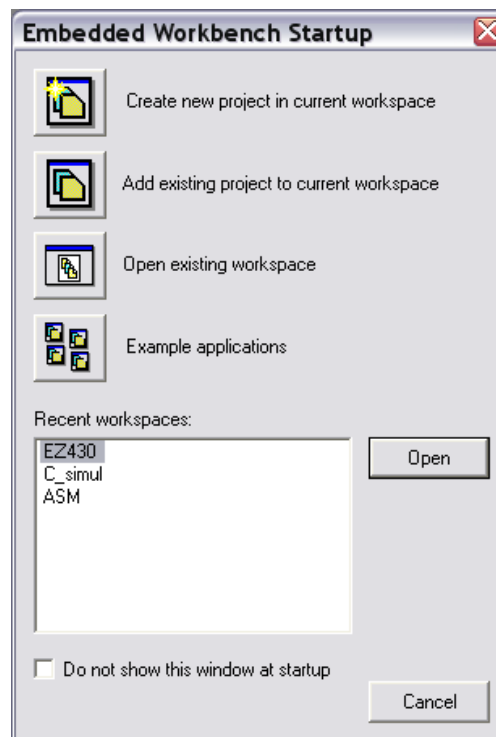 Embedded Workbench Startup
Create new project in current workspace
Add existing project to current workspace
Open existing workspace
Example applications
Recent workspaces:
EZ430
C_simul
ASM
Open
Do not show this window at startup
Cancel